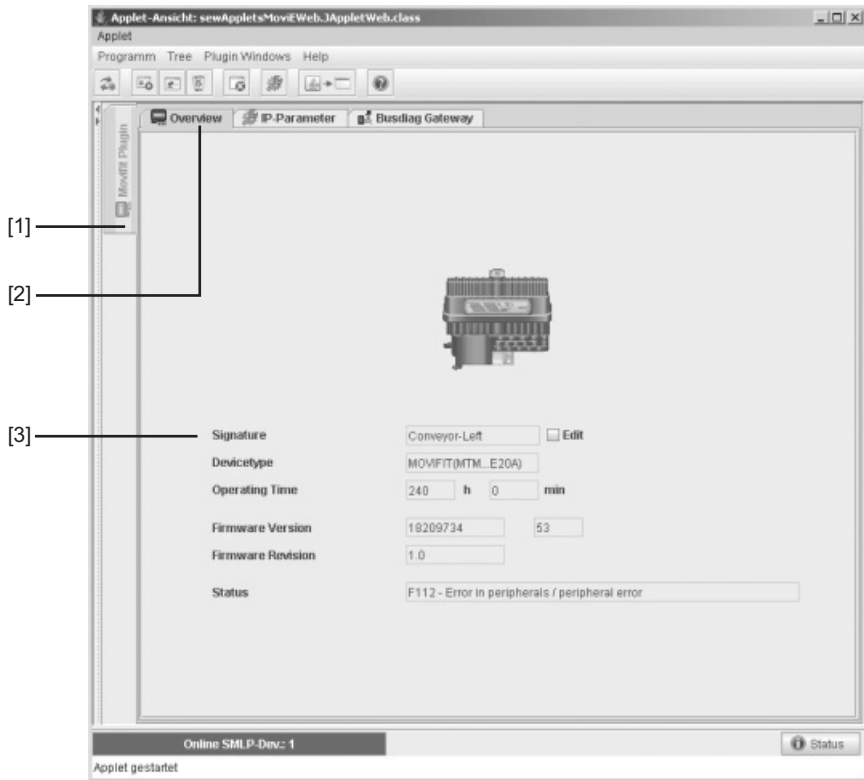 Applet-Ansicht: sewAppletsMoviEWeb.JAppletWeb.class
Applet
Programm Tree Plugin Windows Help
Movifit Plugin
Overview IP-Parameter Busdiag Gateway
[1]
[2]
[3]
Signature Conveyor-Left Edit
Devicetype MOVIFIT(MTM...E20A)
Operating Time 240 h 0 min
Firmware Version 18209734 53
Firmware Revision 1.0
Status F112 - Error in peripherals / peripheral error
Online SMLP-Dev.: 1 Status
Applet gestartet